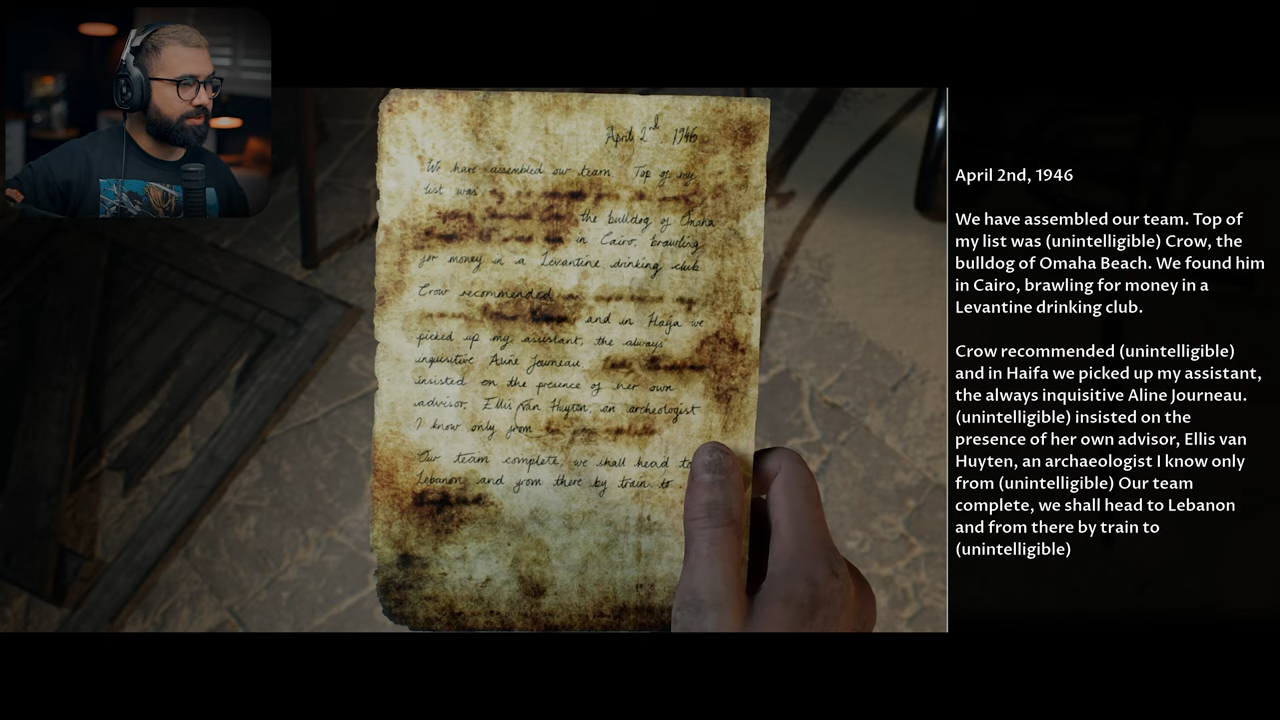 April 2nd, 1946
We have assembled our team. Top of my
list was
the bulldog of Omaha
in Cairo, brawling
for money in a Levantine drinking club.
Crow recommended
and in Haifa we
picked up my assistant, the always
inquisitive Aline Journeau
insisted on the presence of her own
advisor, Ellis van Huyten, an archeologist
I know only from
Our team complete, we shall head to
Lebanon and from there by train to
April 2nd, 1946
We have assembled our team. Top of
my list was (unintelligible) Crow, the
bulldog of Omaha Beach. We found him
in Cairo, brawling for money in a
Levantine drinking club.
Crow recommended (unintelligible)
and in Haifa we picked up my assistant,
the always inquisitive Aline Journeau.
(unintelligible) insisted on the
presence of her own advisor, Ellis van
Huyten, an archaeologist I know only
from (unintelligible) Our team
complete, we shall head to Lebanon
and from there by train to
(unintelligible)